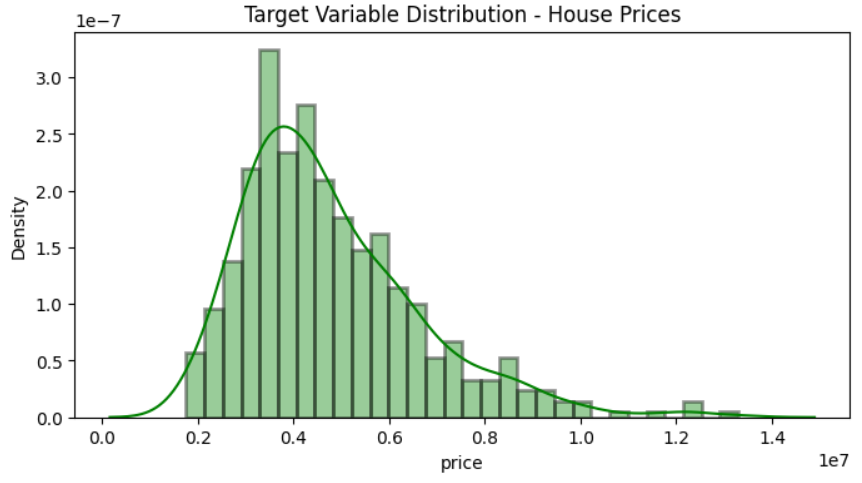 Target Variable Distribution - House Prices
1e−7
3.0
2.5
2.0
1.5
1.0
0.5
0.0
Density
0.0 0.2 0.4 0.6 0.8 1.0 1.2 1.4
1e7
price